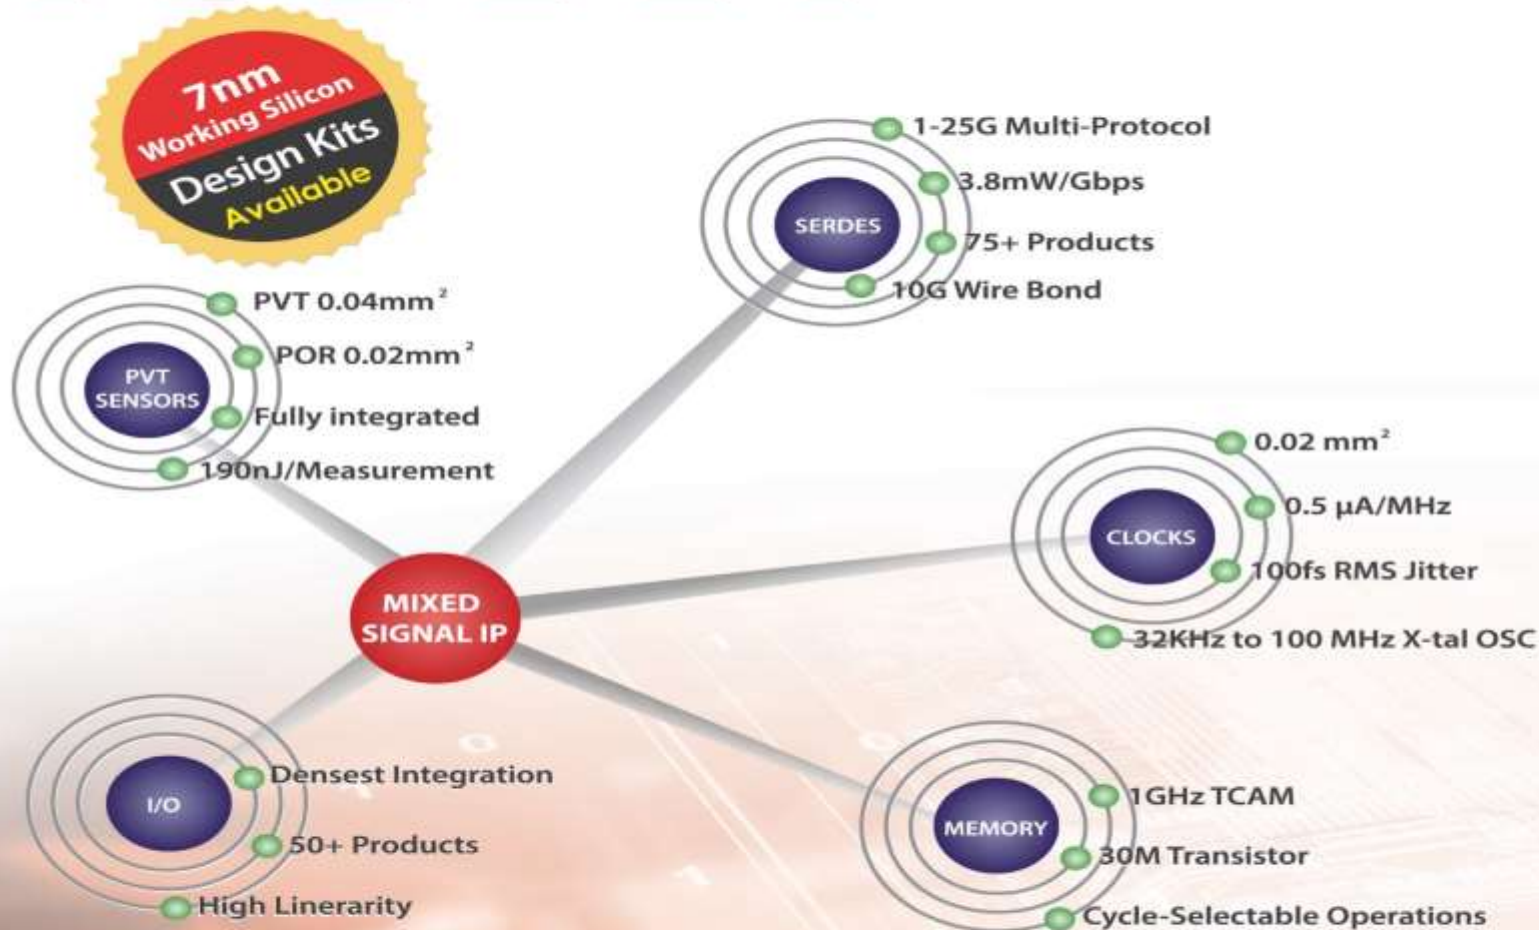 7nm
Working Silicon
Design Kits
Available
1-25G Multi-Protocol
3.8mW/Gbps
SERDES
75+ Products
10G Wire Bond
PVT 0.04mm²
POR 0.02mm²
PVT
SENSORS
Fully integrated
190nJ/Measurement
0.02 mm²
0.5 µA/MHz
CLOCKS
100fs RMS Jitter
32KHz to 100 MHz X-tal OSC
MIXED
SIGNAL IP
Densest Integration
I/O
50+ Products
High Linerarity
1GHz TCAM
MEMORY
30M Transistor
Cycle-Selectable Operations